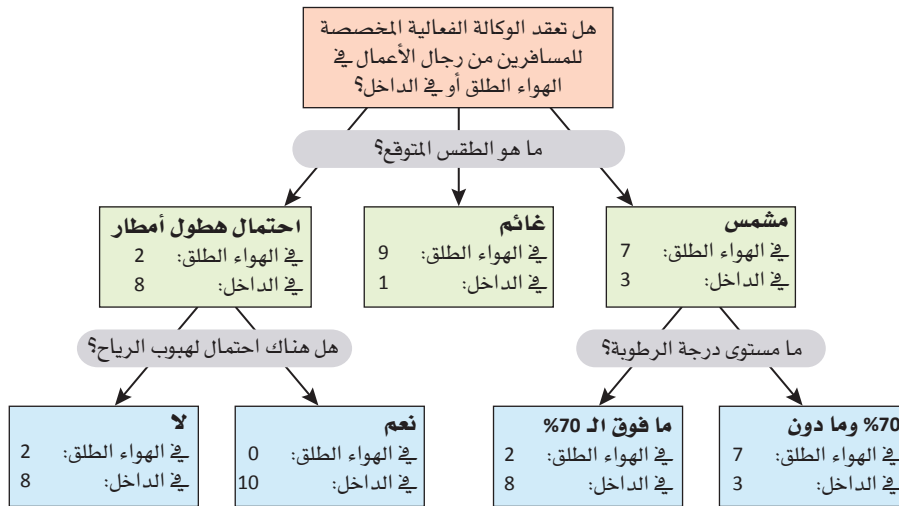 هل تعقد الوكالة الفعالية المخصصة
للمسافرين من رجال الأعمال في
الهواء الطلق أو في الداخل؟
ما هو الطقس المتوقع؟
مشمس
في الهواء الطلق: 7
في الداخل: 3
غائم
في الهواء الطلق: 9
في الداخل: 1
احتمال هطول أمطار
في الهواء الطلق: 2
في الداخل: 8
ما مستوى درجة الرطوبة؟
هل هناك احتمال لهبوب الرياح؟
70% وما دون
في الهواء الطلق: 7
في الداخل: 3
ما فوق الـ 70%
في الهواء الطلق: 2
في الداخل: 8
نعم
في الهواء الطلق: 0
في الداخل: 10
لا
في الهواء الطلق: 2
في الداخل: 8